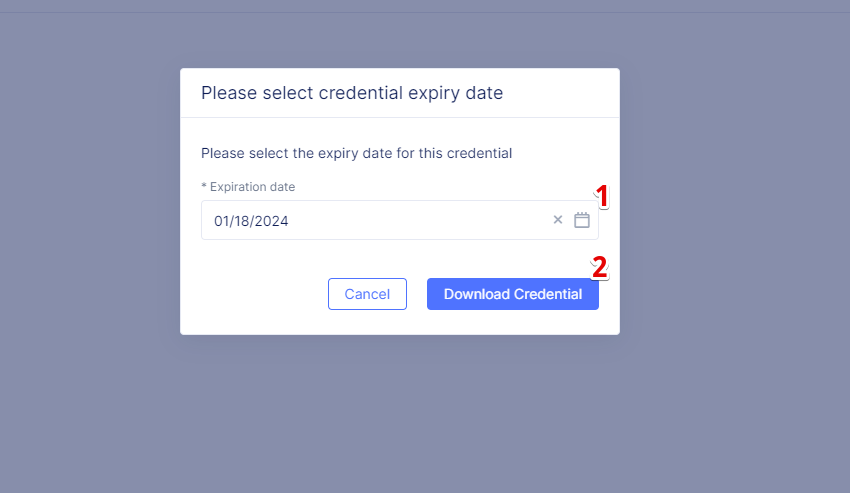 Please select credential expiry date
Please select the expiry date for this credential
* Expiration date
1
01/18/2024
2
Cancel
Download Credential